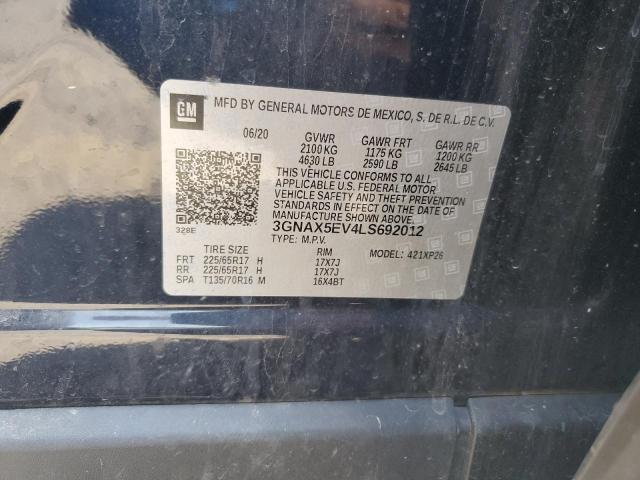 GM MFD BY GENERAL MOTORS DE MEXICO, S. DE R.L. DE C.V.
06/20 GVWR GAWR FRT GAWR RR
2100 KG 1175 KG 1200 KG
4630 LB 2590 LB 2645 LB
THIS VEHICLE CONFORMS TO ALL
APPLICABLE U.S. FEDERAL MOTOR
VEHICLE SAFETY AND THEFT PREVENTION
STANDARDS IN EFFECT ON THE DATE
OF MANUFACTURE SHOWN ABOVE.
328E 3GNAX5EV4LS692012
TYPE: M.P.V. MODEL: 421XP26
TIRE SIZE RIM
FRT 225/65R17 H 17X7J
RR 225/65R17 H 17X7J
SPA T135/70R16 M 16X4BT